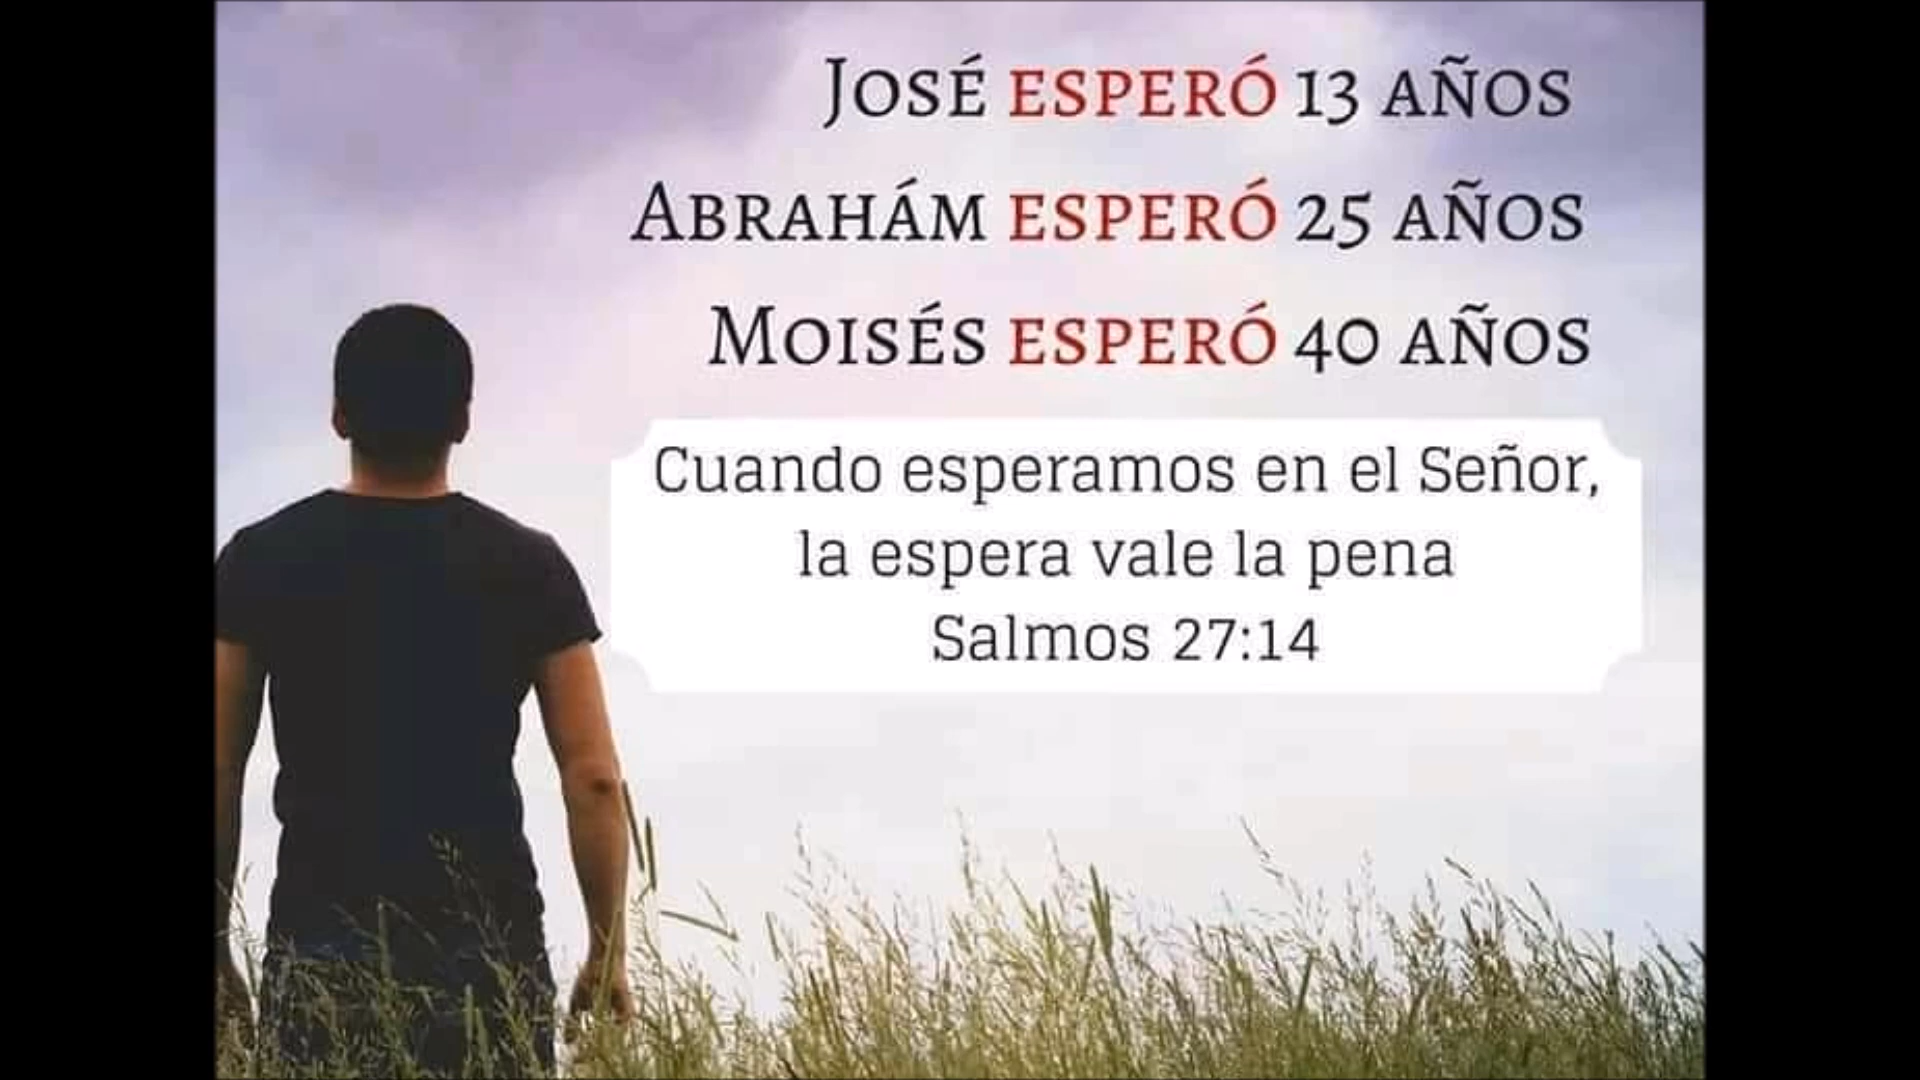 José esperó 13 años
Abrahám esperó 25 años
Moisés esperó 40 años
Cuando esperamos en el Señor,
la espera vale la pena
Salmos 27:14